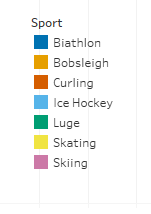 Sport
Biathlon
Bobsleigh
Curling
Ice Hockey
Luge
Skating
Skiing